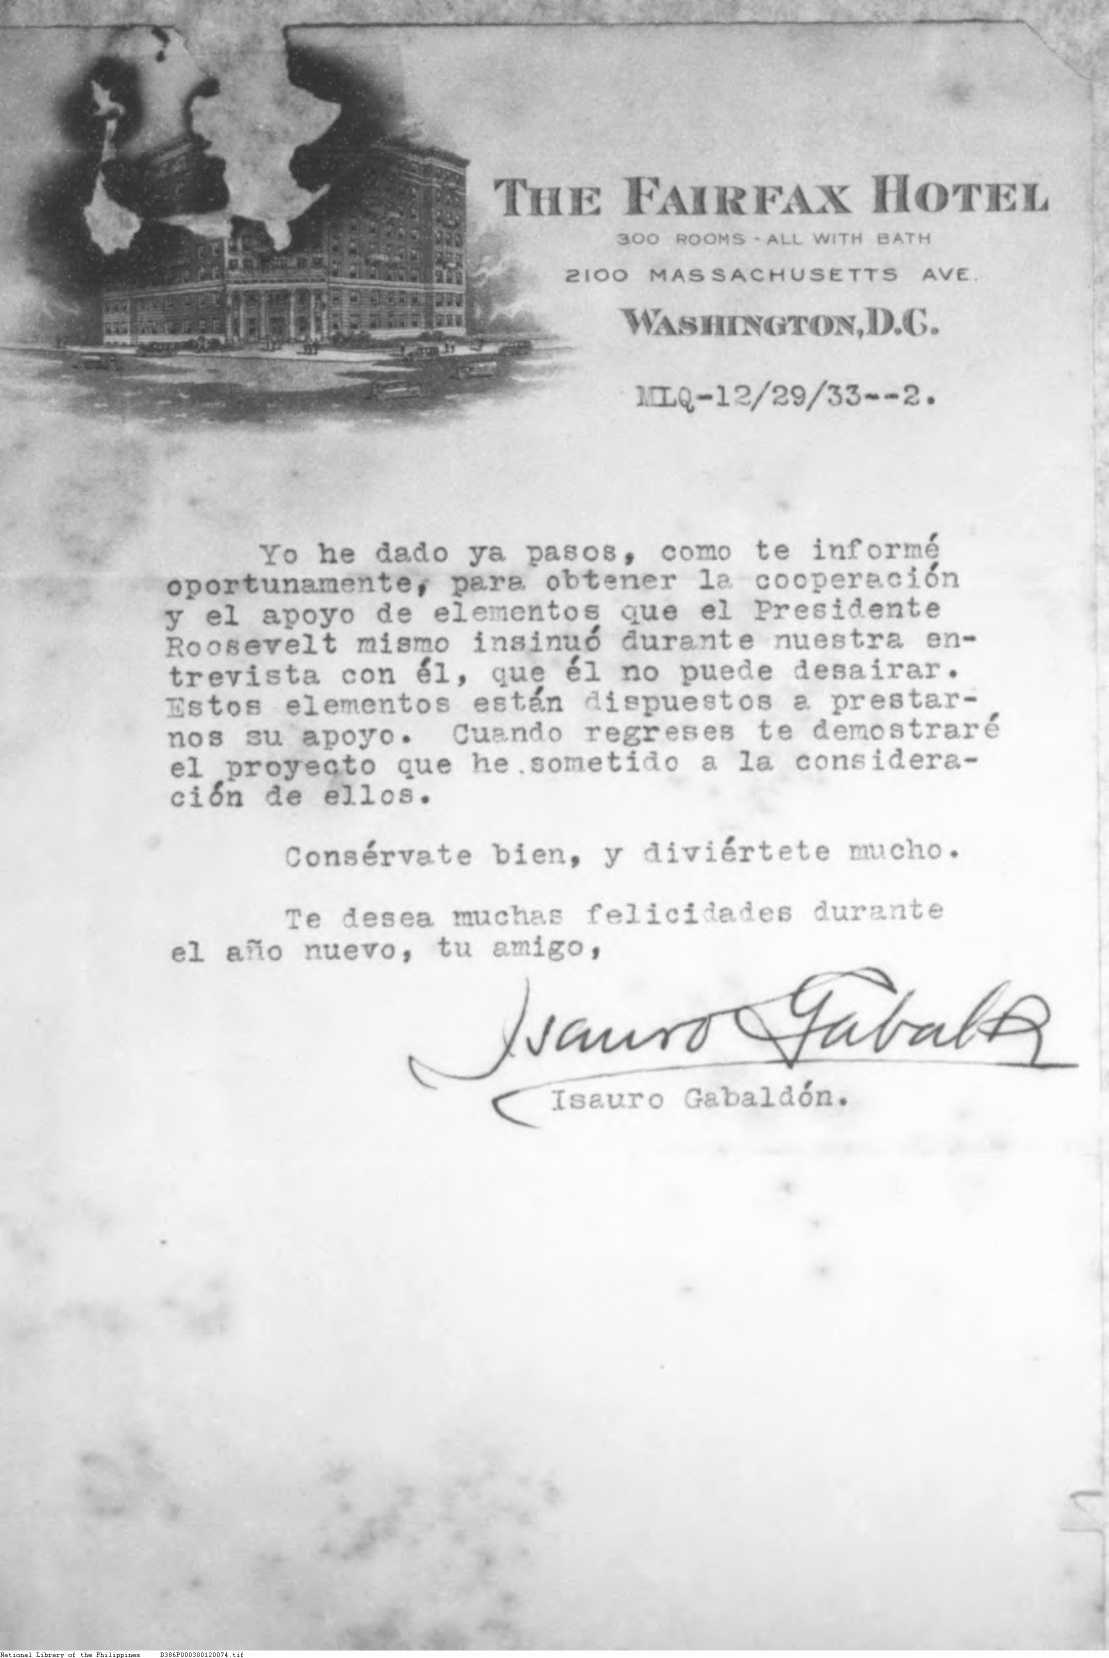 THE FAIRFAX HOTEL
300 ROOMS - ALL WITH BATH
2100 MASSACHUSETTS AVE.
WASHINGTON, D.C.
MLQ-12/29/33--2.
Yo he dado ya pasos, como te informé
oportunamente, para obtener la cooperación
y el apoyo de elementos que el Presidente
Roosevelt mismo insinuó durante nuestra en-
trevista con él, que él no puede desairar.
Estos elementos están dispuestos a prestar-
nos su apoyo. Cuando regreses te demostraré
el proyecto que he sometido a la considera-
ción de ellos.
Consérvate bien, y diviértete mucho.
Te desea muchas felicidades durante
el año nuevo, tu amigo,
Isauro Gabaldón
Isauro Gabaldón.
National Library of the Philippines D386P000300120074.tif